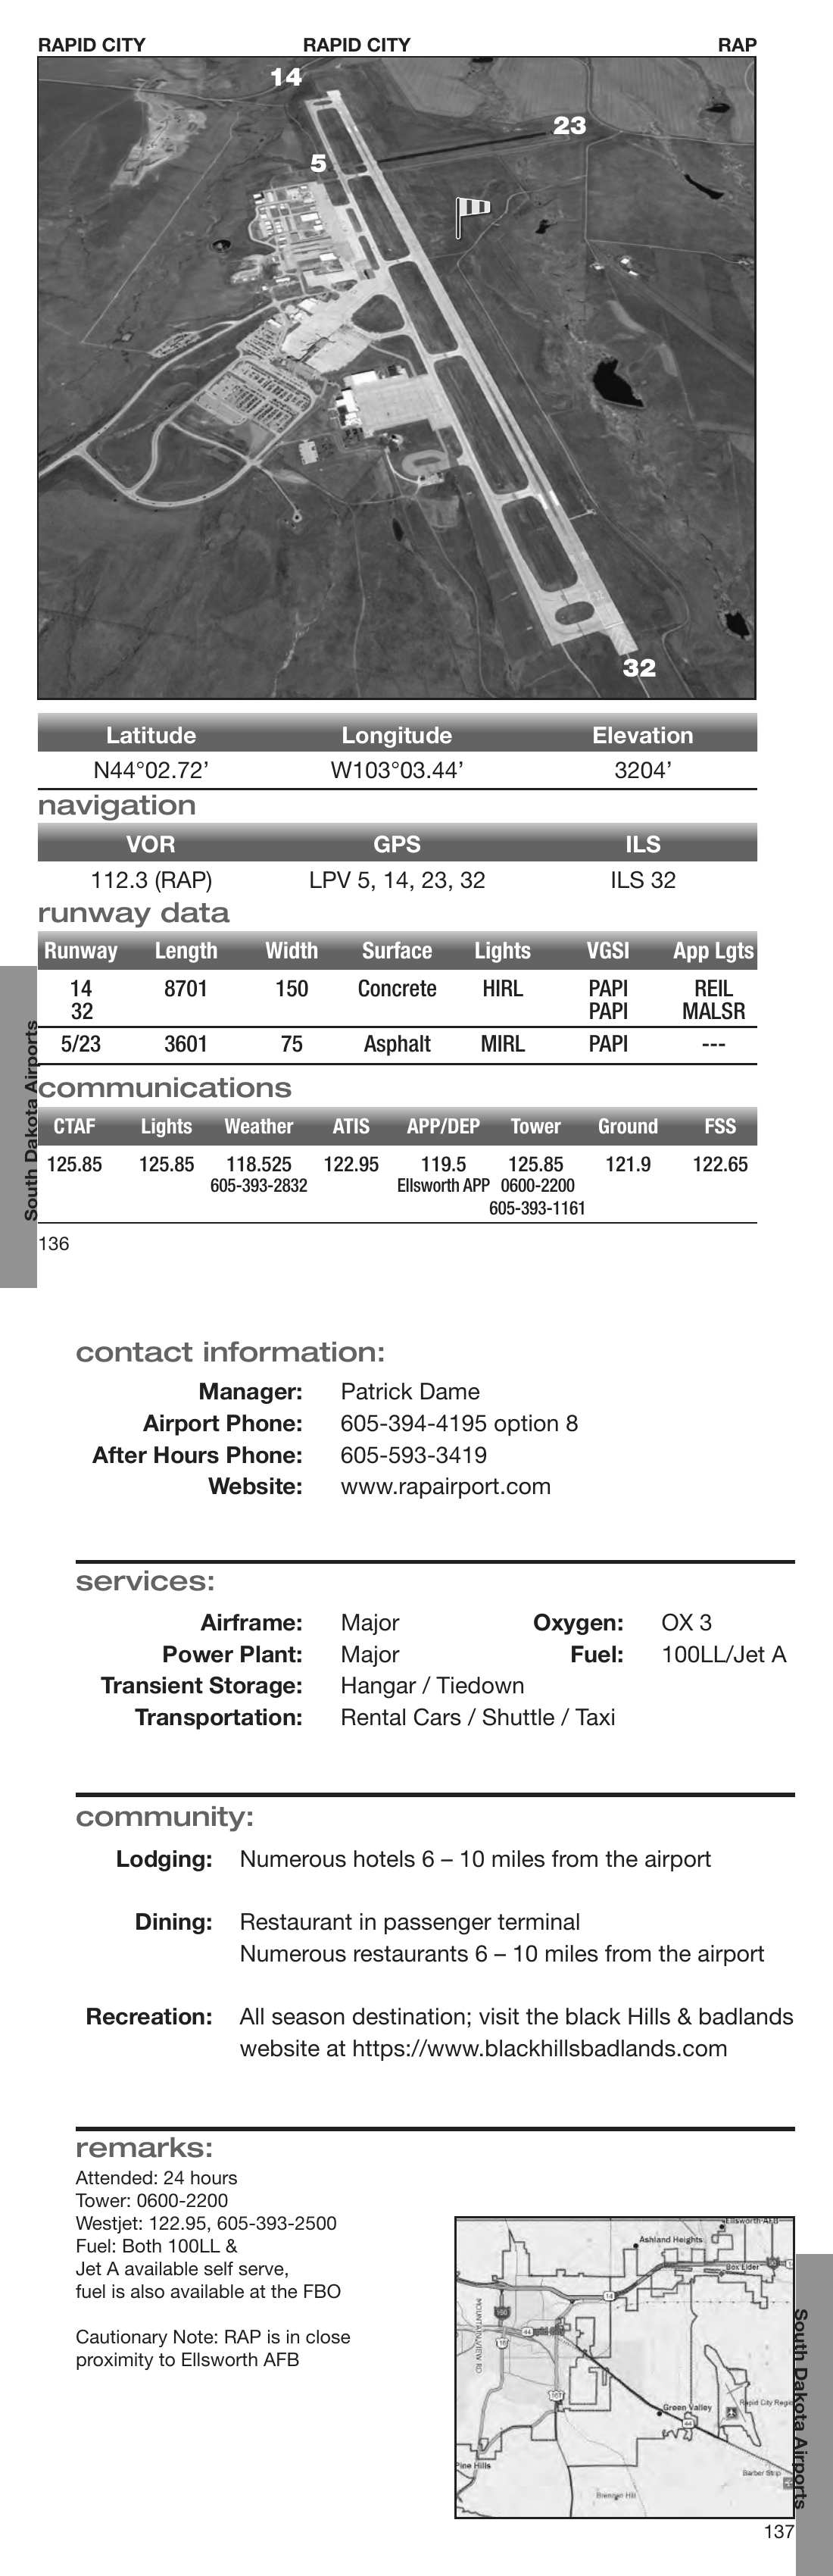 RAPID CITY RAPID CITY RAP
14
23
5
32
Latitude Longitude Elevation
N44°02.72’ W103°03.44’ 3204’
navigation
VOR GPS ILS
112.3 (RAP) LPV 5, 14, 23, 32 ILS 32
runway data
Runway Length Width Surface Lights VGSI App Lgts
14 8701 150 Concrete HIRL PAPI REIL
32 PAPI MALSR
5/23 3601 75 Asphalt MIRL PAPI ---
communications
CTAF Lights Weather ATIS APP/DEP Tower Ground FSS
125.85 125.85 118.525 122.95 119.5 125.85 121.9 122.65
605-393-2832 Ellsworth APP 0600-2200
605-393-1161
South Dakota Airports
136
contact information:
Manager: Patrick Dame
Airport Phone: 605-394-4195 option 8
After Hours Phone: 605-593-3419
Website: www.rapairport.com
services:
Airframe: Major Oxygen: OX 3
Power Plant: Major Fuel: 100LL/Jet A
Transient Storage: Hangar / Tiedown
Transportation: Rental Cars / Shuttle / Taxi
community:
Lodging: Numerous hotels 6 – 10 miles from the airport
Dining: Restaurant in passenger terminal
Numerous restaurants 6 – 10 miles from the airport
Recreation: All season destination; visit the black Hills & badlands
website at https://www.blackhillsbadlands.com
remarks:
Attended: 24 hours
Tower: 0600-2200
Westjet: 122.95, 605-393-2500
Fuel: Both 100LL &
Jet A available self serve,
fuel is also available at the FBO
Cautionary Note: RAP is in close
proximity to Ellsworth AFB
Ellsworth AFB
Ashland Heights
Box Elder
14
MOUNTAIN VIEW RD
44
Green Valley
Rapid City Regio
44
Pine Hills
Barber Strip
Brennan Hill
South Dakota Airports
137